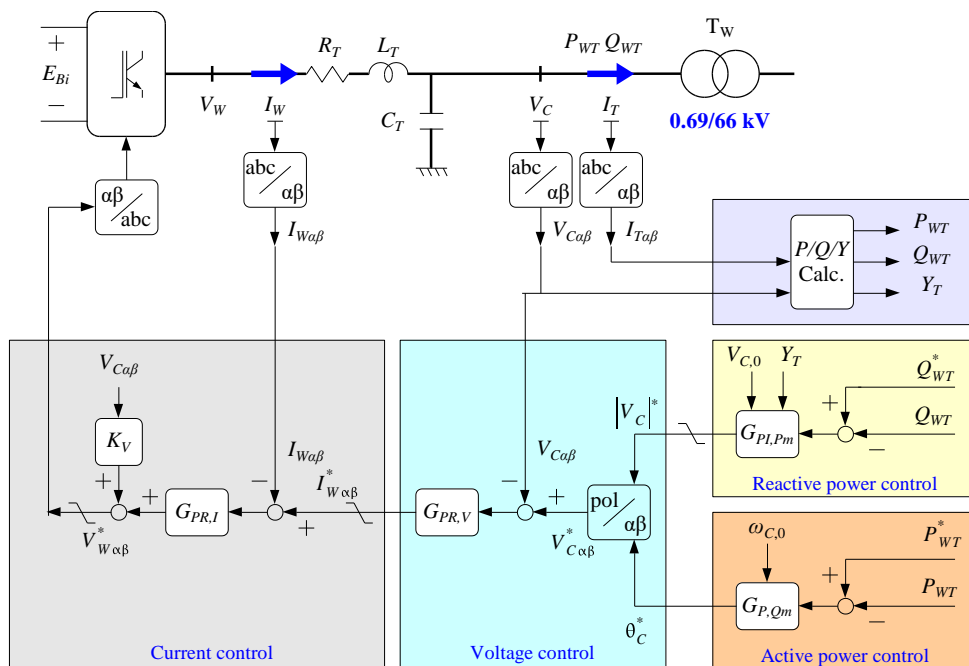 +
E_Bi
−
R_T
L_T
P_WT Q_WT
T_W
V_W
I_W
C_T
V_C
I_T
0.69/66 kV
αβ
abc
abc
αβ
abc
αβ
abc
αβ
I_Wαβ
V_Cαβ
I_Tαβ
P/Q/Y
Calc.
P_WT
Q_WT
Y_T
V_Cαβ
K_V
+
+
G_PR,I
V*_Wαβ
−
+
I_Wαβ
I*_Wαβ
Current control
G_PR,V
V_Cαβ
−
+
V*_Cαβ
|V_C|*
pol
αβ
θ*_C
Voltage control
V_C,0
Y_T
G_PI,Pm
+
−
Q*_WT
Q_WT
Reactive power control
ω_C,0
G_P,Qm
+
−
P*_WT
P_WT
Active power control